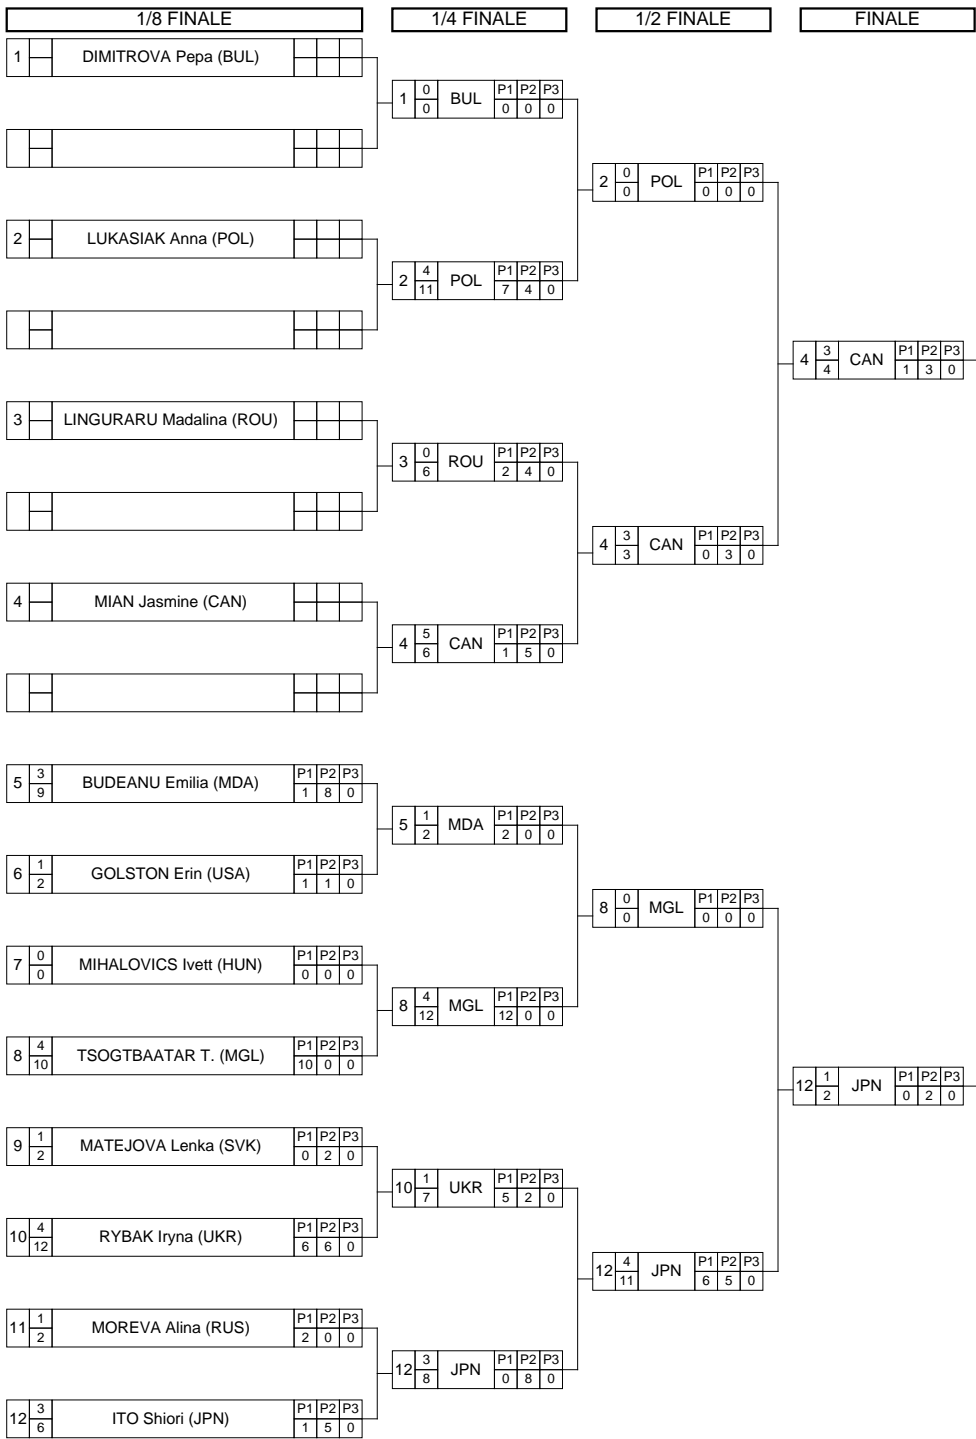 1/8 FINALE 1/4 FINALE 1/2 FINALE FINALE
1 DIMITROVA Pepa (BUL)
1 0 0 BUL P1 P2 P3 0 0 0
2 0 0 POL P1 P2 P3 0 0 0
2 LUKASIAK Anna (POL)
2 4 11 POL P1 P2 P3 7 4 0
4 3 4 CAN P1 P2 P3 1 3 0
3 LINGURARU Madalina (ROU)
3 0 6 ROU P1 P2 P3 2 4 0
4 3 3 CAN P1 P2 P3 0 3 0
4 MIAN Jasmine (CAN)
4 5 6 CAN P1 P2 P3 1 5 0
5 3 9 BUDEANU Emilia (MDA) P1 P2 P3 1 8 0
5 1 2 MDA P1 P2 P3 2 0 0
6 1 2 GOLSTON Erin (USA) P1 P2 P3 1 1 0
8 0 0 MGL P1 P2 P3 0 0 0
7 0 0 MIHALOVICS Ivett (HUN) P1 P2 P3 0 0 0
8 4 12 MGL P1 P2 P3 12 0 0
8 4 10 TSOGTBAATAR T. (MGL) P1 P2 P3 10 0 0
12 1 2 JPN P1 P2 P3 0 2 0
9 1 2 MATEJOVA Lenka (SVK) P1 P2 P3 0 2 0
10 1 7 UKR P1 P2 P3 5 2 0
10 4 12 RYBAK Iryna (UKR) P1 P2 P3 6 6 0
12 4 11 JPN P1 P2 P3 6 5 0
11 1 2 MOREVA Alina (RUS) P1 P2 P3 2 0 0
12 3 8 JPN P1 P2 P3 0 8 0
12 3 6 ITO Shiori (JPN) P1 P2 P3 1 5 0